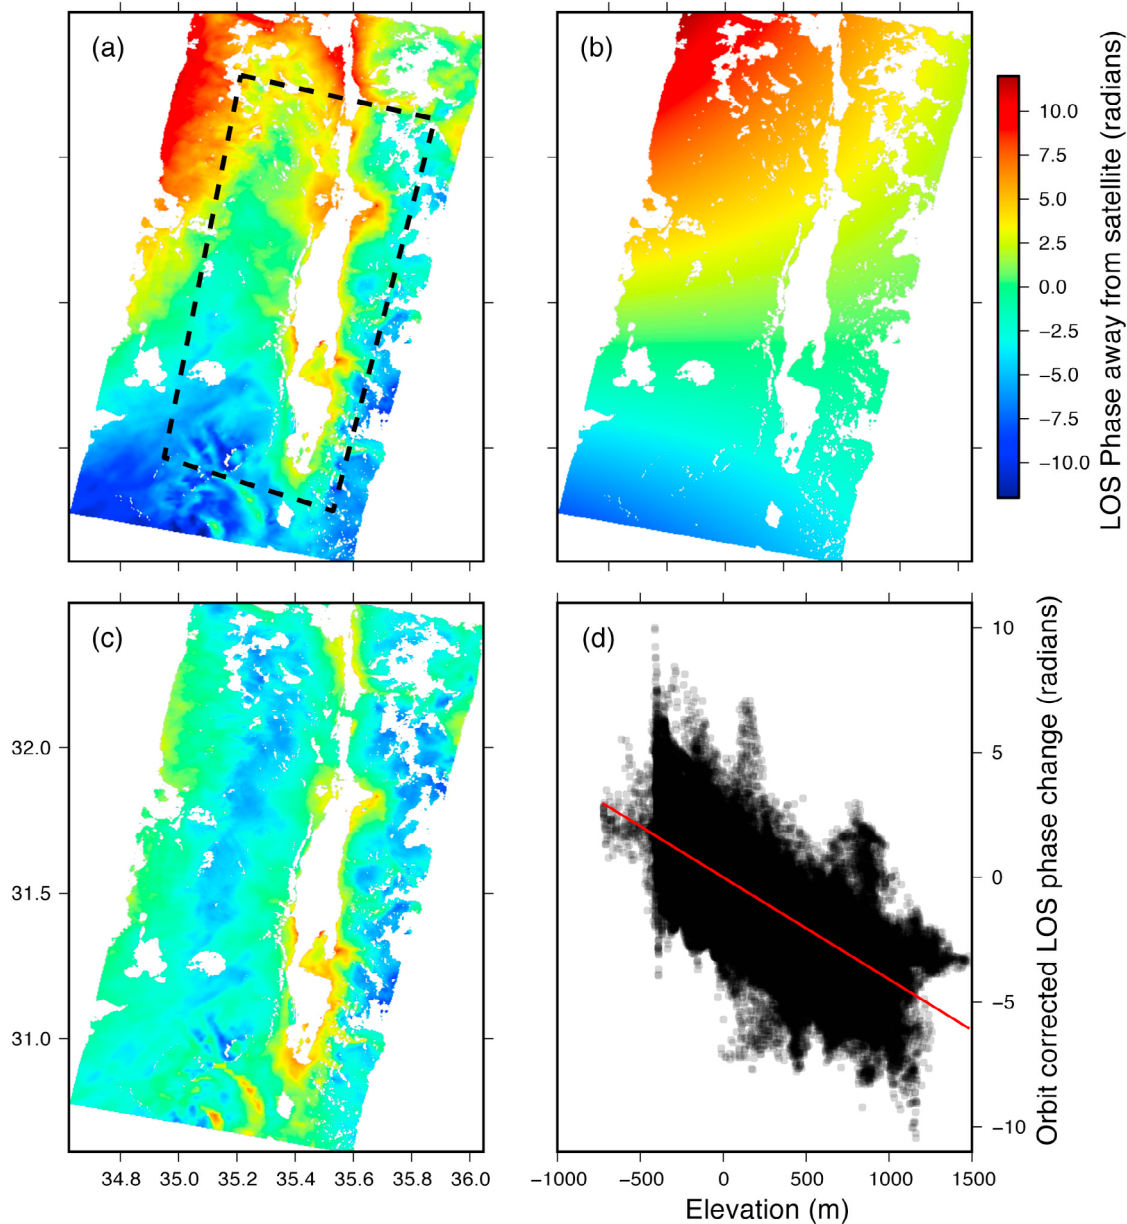 (a)
(b)
10.0
7.5
5.0
2.5
0.0
−2.5
−5.0
−7.5
−10.0
LOS Phase away from satellite (radians)
(c)
32.0
31.5
31.0
34.8 35.0 35.2 35.4 35.6 35.8 36.0
(d)
10
5
0
−5
−10
Orbit corrected LOS phase change (radians)
−1000 −500 0 500 1000 1500
Elevation (m)